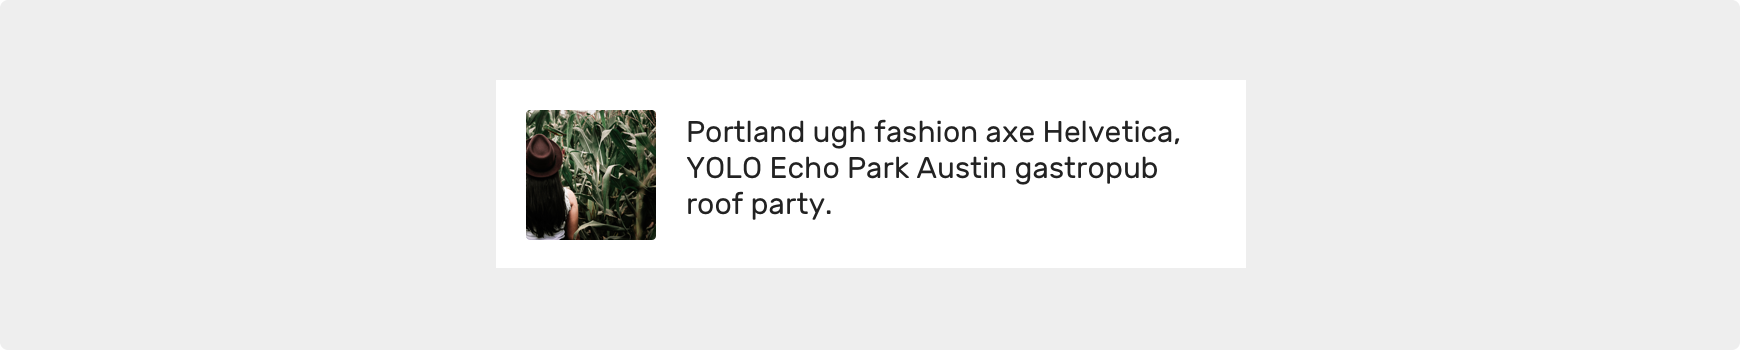 Portland ugh fashion axe Helvetica,
YOLO Echo Park Austin gastropub
roof party.